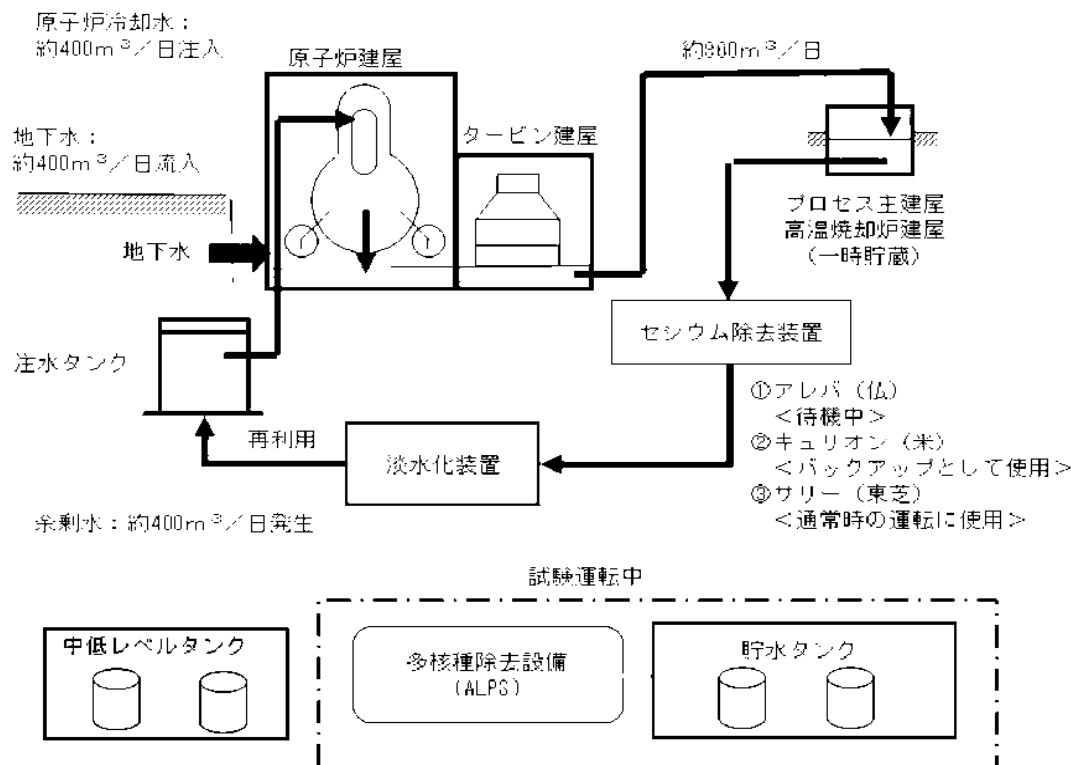 原子炉冷却水：
約400m³／日注入
原子炉建屋
約800m³／日
地下水：
約400m³／日流入
タービン建屋
地下水
プロセス主建屋
高温焼却炉建屋
(一時貯蔵)
セシウム除去装置
注水タンク
①アレバ（仏）
＜待機中＞
②キュリオン（米）
＜バックアップとして使用＞
③サリー（東芝）
＜通常時の運転に使用＞
再利用
淡水化装置
余剰水：約400m³／日発生
試験運転中
中低レベルタンク
多核種除去設備
(ALPS)
貯水タンク